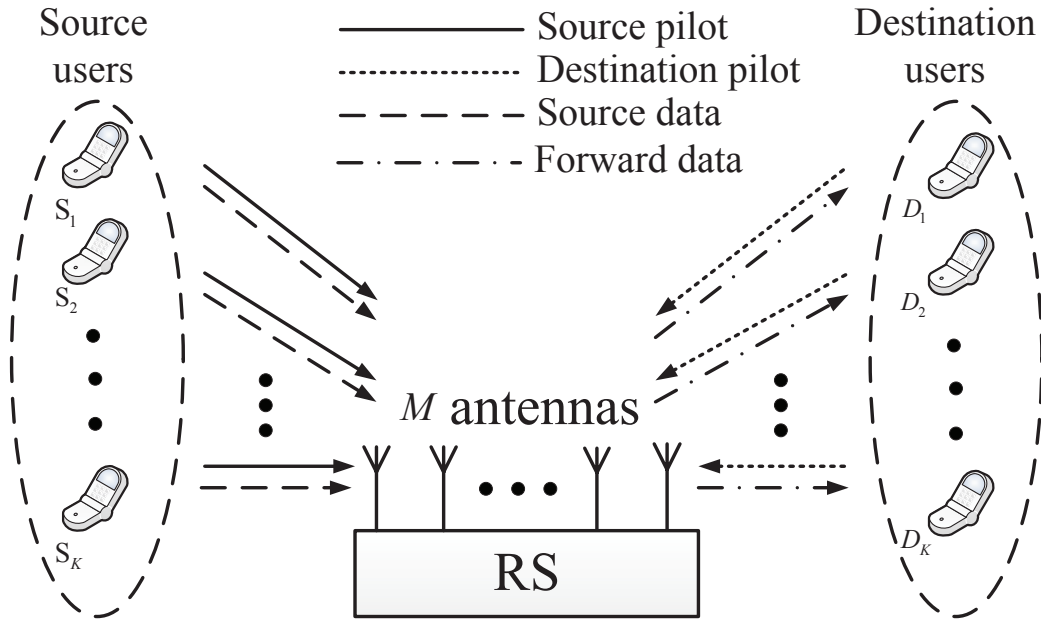 Source
users
Source pilot
Destination pilot
Source data
Forward data
Destination
users
S1
S2
SK
M antennas
RS
D1
D2
DK